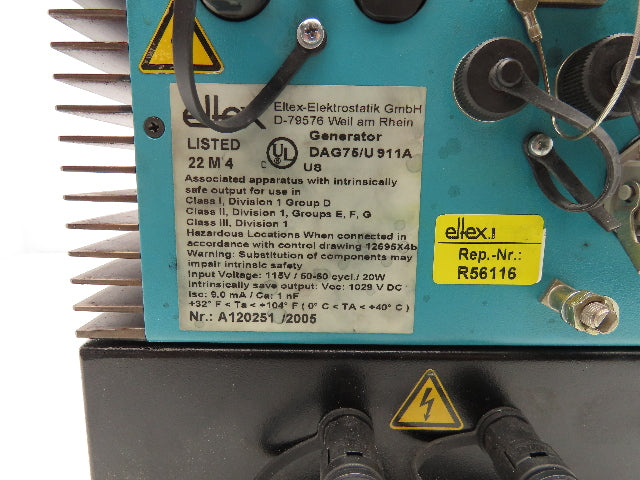 eltex
Eltex-Elektrostatik GmbH
D-79576 Weil am Rhein
LISTED
22 M 4
C UL
Generator
DAG75/U911A
U8
Associated apparatus with intrinsically
safe output for use in
Class I, Division 1 Group D
Class II, Division 1, Groups E, F, G
Class III, Division 1
Hazardous Locations When connected in
accordance with control drawing 12695X4b
Warning: Substitution of components may
impair intrinsic safety
Input Voltage: 115V / 50-60 cycl./ 20W
Intrinsically save output: Voc: 1029 V DC
Isc: 9.0 mA / Ca: 1 nF
+32° F < Ta < +104° F ( 0° C < TA < +40° C )
Nr.: A120251 /2005
eltex
Rep.-Nr.:
R56116